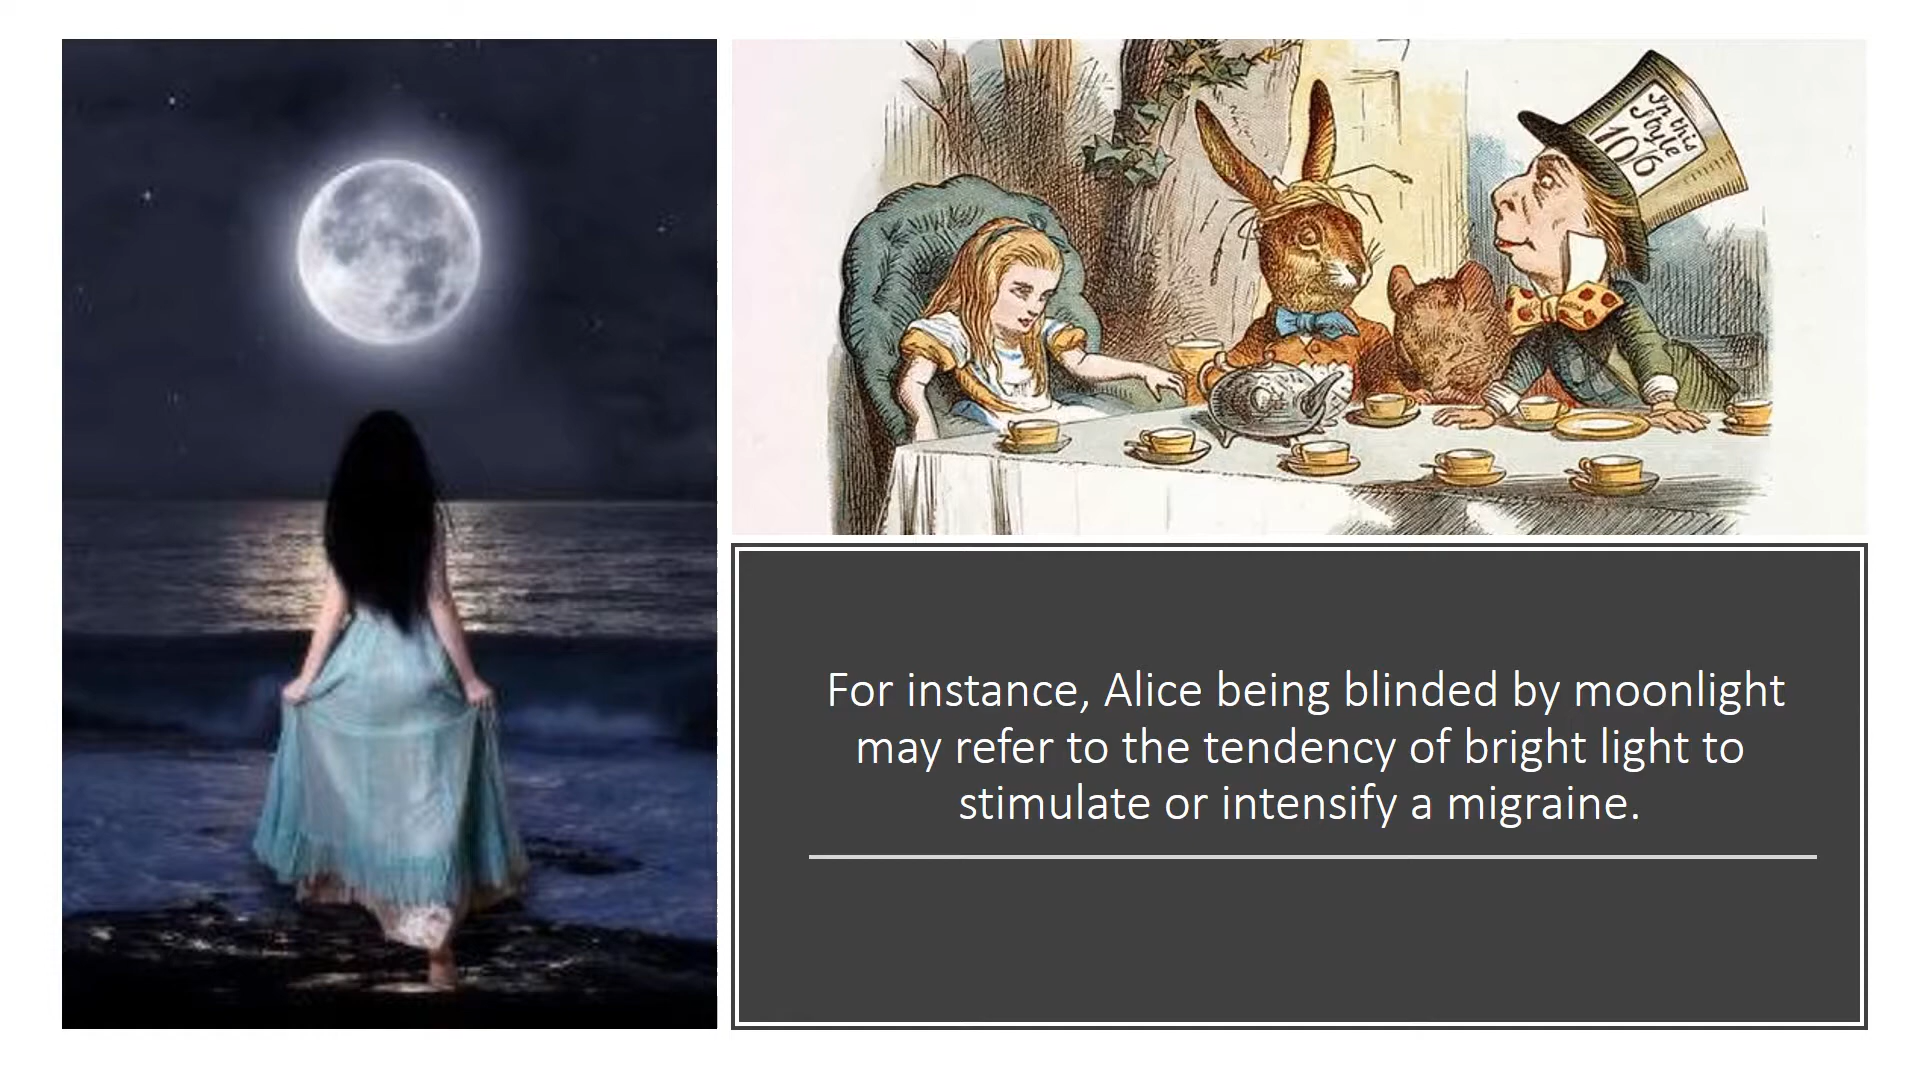 In this
Style
10/6
For instance, Alice being blinded by moonlight
may refer to the tendency of bright light to
stimulate or intensify a migraine.